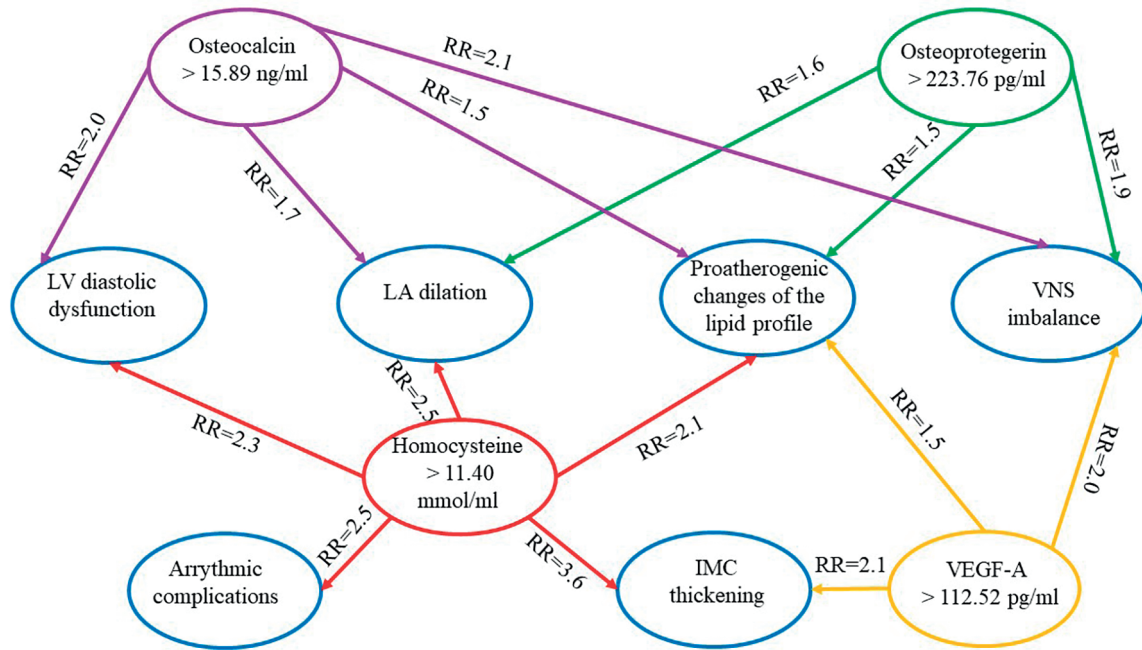 Osteocalcin
> 15.89 ng/ml
Osteoprotegerin
> 223.76 pg/ml
RR=2.1
RR=1.6
RR=1.5
RR=1.5
RR=2.0
RR=1.7
RR=1.9
LV diastolic
dysfunction
LA dilation
Proatherogenic
changes of the
lipid profile
VNS
imbalance
RR=2.5
RR=2.3
RR=2.1
RR=1.5
RR=2.0
Homocysteine
> 11.40
mmol/ml
RR=2.5
RR=3.6
RR=2.1
Arrythmic
complications
IMC
thickening
VEGF-A
> 112.52 pg/ml